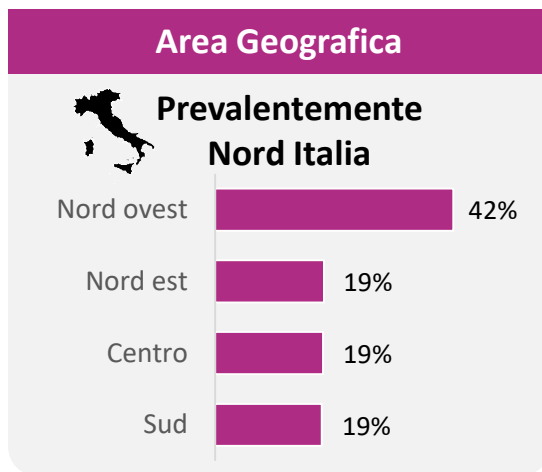 Area Geografica
Prevalentemente
Nord Italia
Nord ovest 42%
Nord est 19%
Centro 19%
Sud 19%